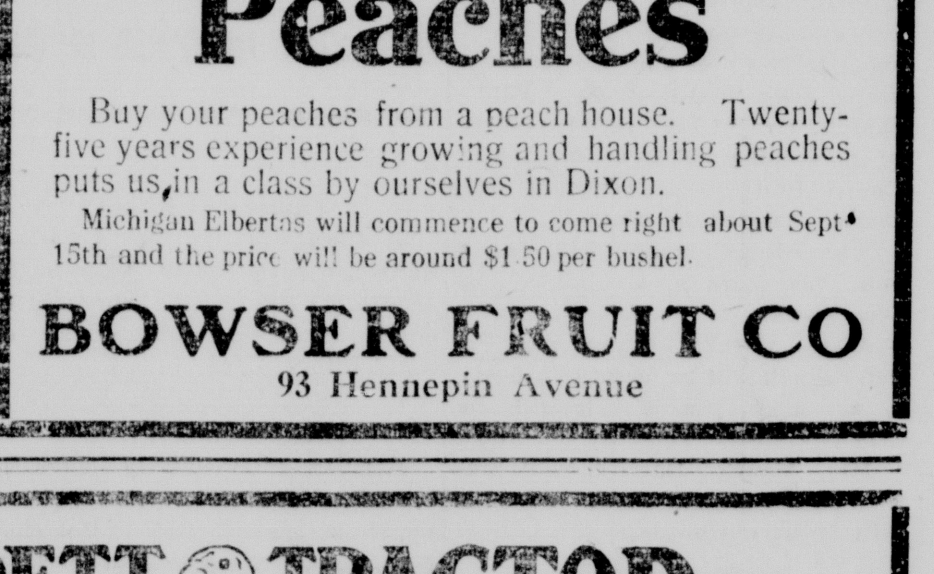 Peaches
Buy your peaches from a peach house. Twenty-
five years experience growing and handling peaches
puts us, in a class by ourselves in Dixon.
Michigan Elbertas will commence to come right about Sept.
15th and the price will be around $1.50 per bushel.
BOWSER FRUIT CO
93 Hennepin Avenue